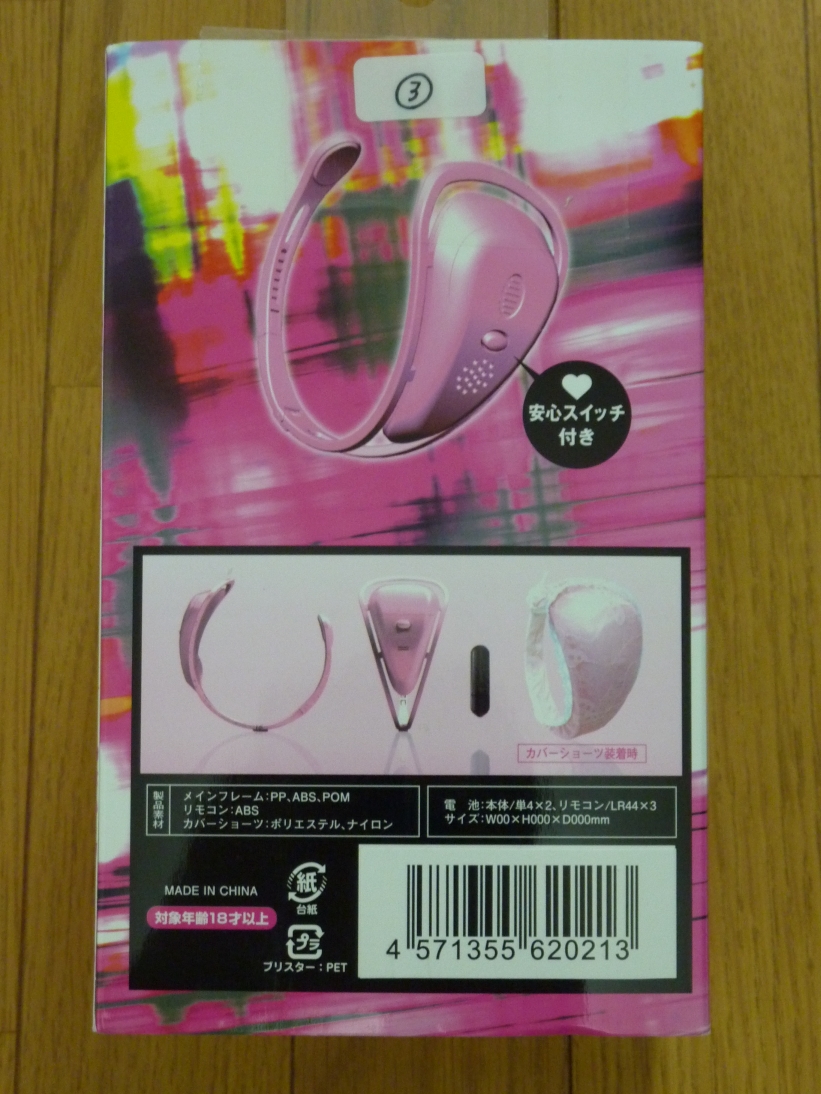 ③
安心スイッチ
付き
カバーショーツ装着時
製品素材
メインフレーム:PP、ABS、POM
リモコン:ABS
カバーショーツ:ポリエステル、ナイロン
電 池:本体/単4×2、リモコン/LR44×3
サイズ:W00×H000×D000mm
MADE IN CHINA
対象年齢18才以上
紙
台紙
プラ
ブリスター:PET
4 571355 620213